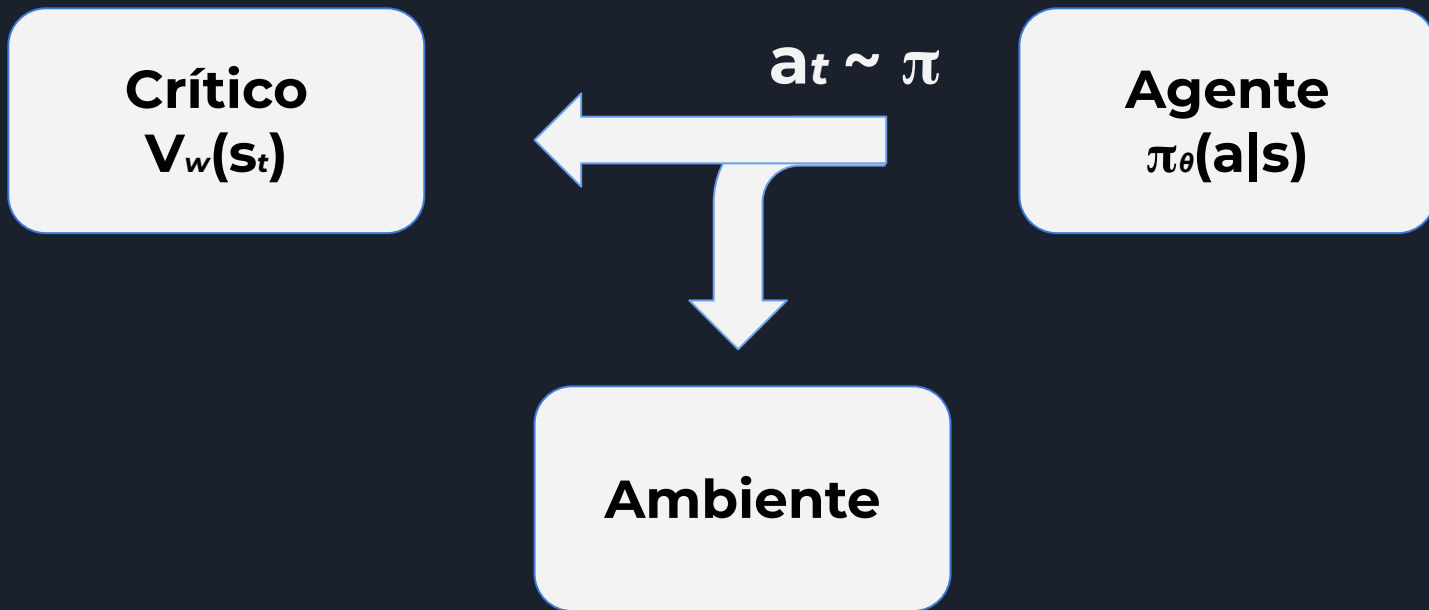 Crítico
Vw(st)
at ~ π
Agente
πθ(a|s)
Ambiente